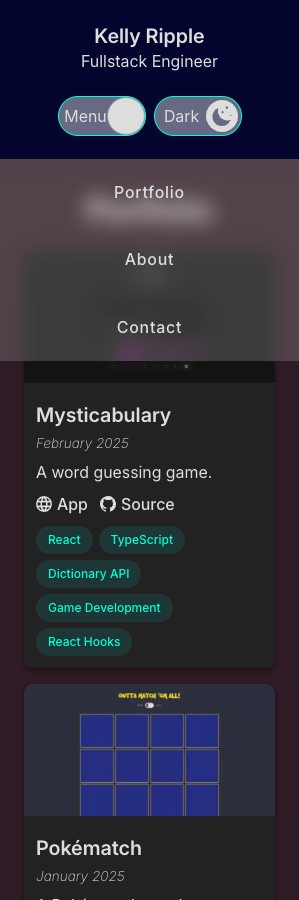 Kelly Ripple
Fullstack Engineer
Menu
Dark
Portfolio
About
Contact
Mysticabulary
February 2025
A word guessing game.
App Source
React TypeScript
Dictionary API
Game Development
React Hooks
GOTTA MATCH 'EM ALL!
Pokématch
January 2025